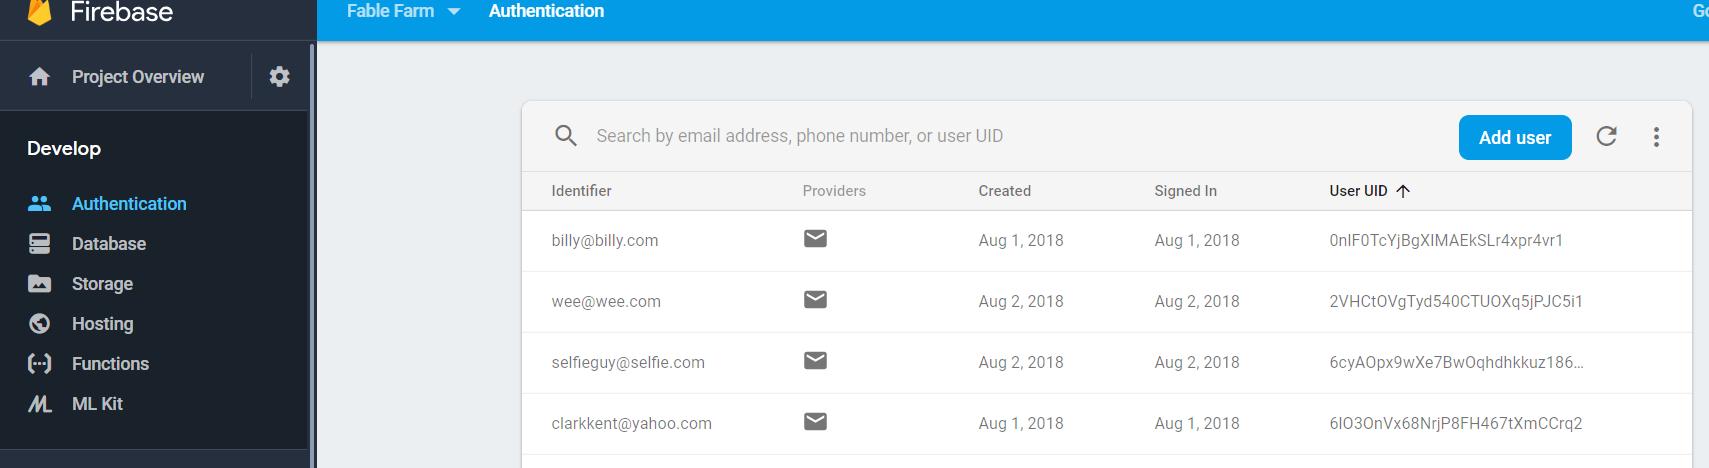 Firebase
Fable Farm Authentication
Project Overview
Develop
Authentication
Database
Storage
Hosting
Functions
ML Kit
Search by email address, phone number, or user UID
Add user
Identifier Providers Created Signed In User UID
billy@billy.com Aug 1, 2018 Aug 1, 2018 0nlF0TcYjBgXIMAEkSLr4xpr4vr1
wee@wee.com Aug 2, 2018 Aug 2, 2018 2VHCtOVgTyd540CTUOXq5jPJC5i1
selfieguy@selfie.com Aug 2, 2018 Aug 2, 2018 6cyAOpx9wXe7BwOqhdhkkuz186...
clarkkent@yahoo.com Aug 1, 2018 Aug 1, 2018 6lO3OnVx68NrjP8FH467tXmCCrq2